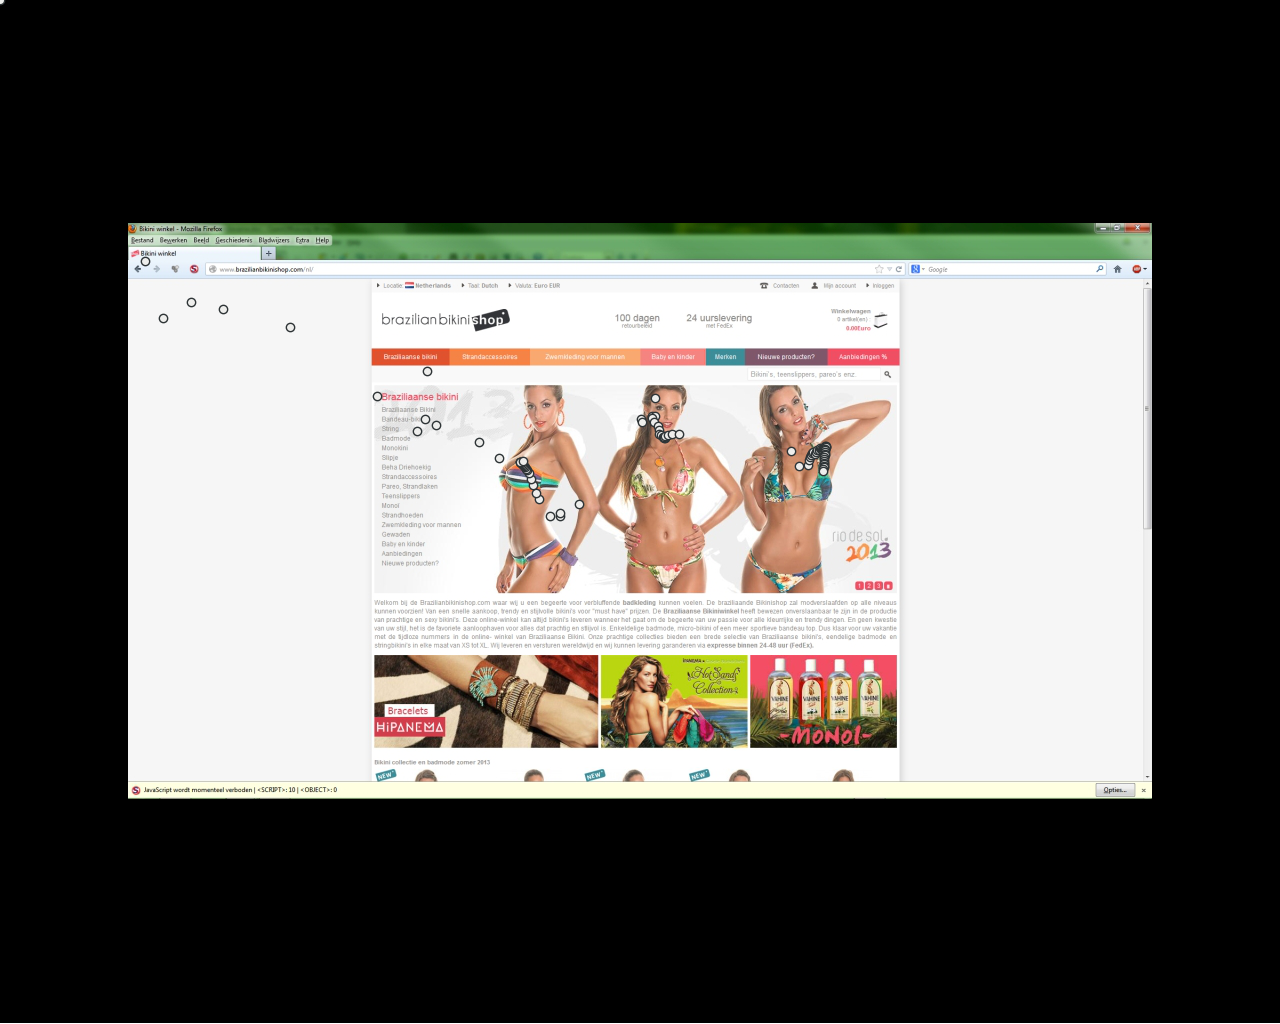 Bikini winkel - Mozilla Firefox
Bestand Bewerken Beeld Geschiedenis Bladwijzers Extra Help
Bikini winkel
www.brazilianbikinishop.com/nl/
Google
Locatie: Netherlands Taal: Dutch Valuta: Euro EUR Contacten Mijn account Inloggen
brazilianbikinishop
100 dagen
retourbeleid
24 uurslevering
met FedEx
Winkelwagen
0 artikel(en)
0.00Euro
Braziliaanse bikini Strandaccessoires Zwemkleding voor mannen Baby en kinder Merken Nieuwe producten? Aanbiedingen %
Bikini's, teenslippers, pareo's enz.
2013
Braziliaanse bikini
Braziliaanse Bikini
Bandeau-bikini
String
Badmode
Monokini
Slipje
Beha Driehoekig
Strandaccessoires
Pareo, Strandlaken
Teenslippers
Monoi
Strandhoeden
Zwemkleding voor mannen
Gewaden
Baby en kinder
Aanbiedingen
Nieuwe producten?
rio de sol.
2013
1 2 3
Welkom bij de Brazilianbikinishop.com waar wij u een begeerte voor verbluffende badkleding kunnen voelen. De braziliaande Bikinishop zal modverslaafden op alle niveaus
kunnen voorzien! Van een snelle aankoop, trendy en stijlvolle bikini's voor "must have" prijzen. De Braziliaanse Bikiniwinkel heeft bewezen onverslaanbaar te zijn in de productie
van prachtige en sexy bikini's. Deze online-winkel kan altijd bikini's leveren wanneer het gaat om de begeerte van uw passie voor alle kleurrijke en trendy dingen. En geen kwestie
van uw stijl, het is de favoriete aanloophaven voor alles dat prachtig en stijlvol is. Enkeldelige badmode, micro-bikini of een meer sportieve bandeau top. Dus klaar voor uw vakantie
met de tijdloze nummers in de online- winkel van Braziliaanse Bikini. Onze prachtige collecties bieden een brede selectie van Braziliaanse bikini's, eendelige badmode en
stringbikini's in elke maat van XS tot XL. Wij leveren en versturen wereldwijd en wij kunnen levering garanderen via expresse binnen 24-48 uur (FedEx).
Bracelets
HIPANEMA
Hot Sands
Collection
VAHINE VAHINE VAHINE VAHINE
MONOI
Bikini collectie en badmode zomer 2013
NEW NEW NEW
JavaScript wordt momenteel verboden | <SCRIPT>: 10 | <OBJECT>: 0
Opties...